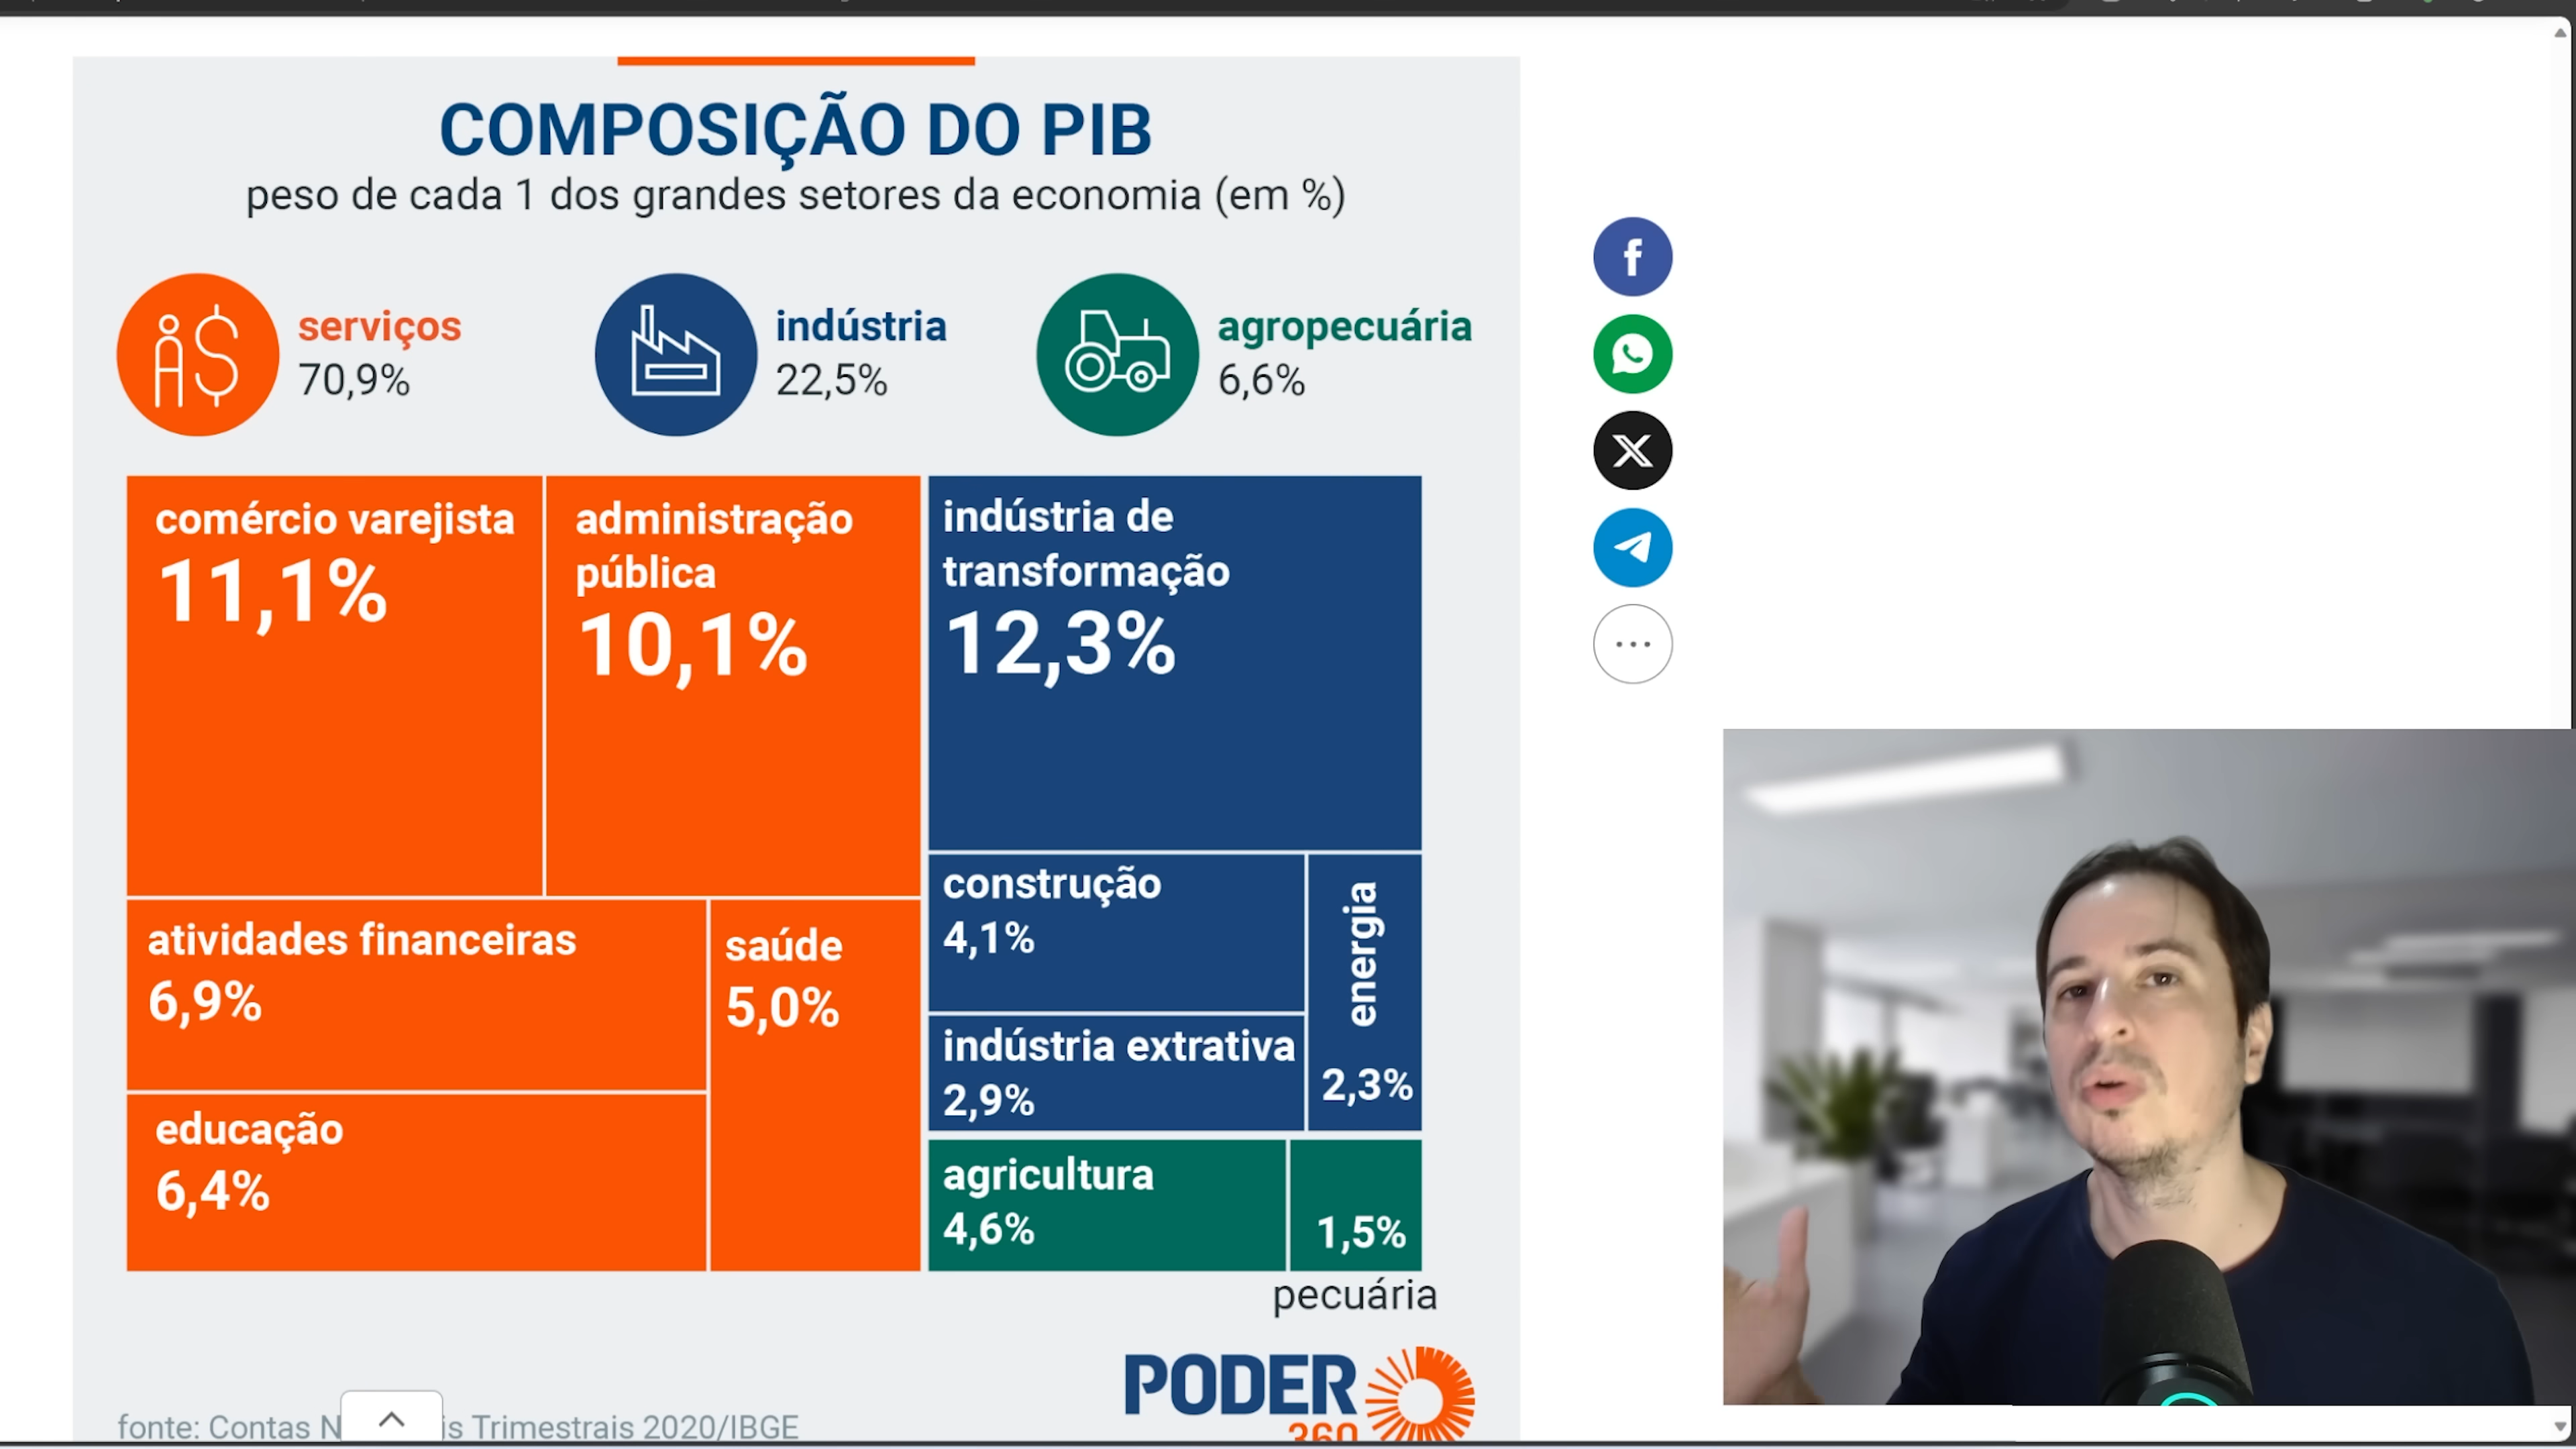 COMPOSIÇÃO DO PIB
peso de cada 1 dos grandes setores da economia (em %)
serviços
70,9%
indústria
22,5%
agropecuária
6,6%
comércio varejista
11,1%
administração
pública
10,1%
indústria de
transformação
12,3%
construção
4,1%
energia
2,3%
indústria extrativa
2,9%
atividades financeiras
6,9%
saúde
5,0%
educação
6,4%
agricultura
4,6%
1,5%
pecuária
PODER
360
fonte: Contas Trimestrais 2020/IBGE